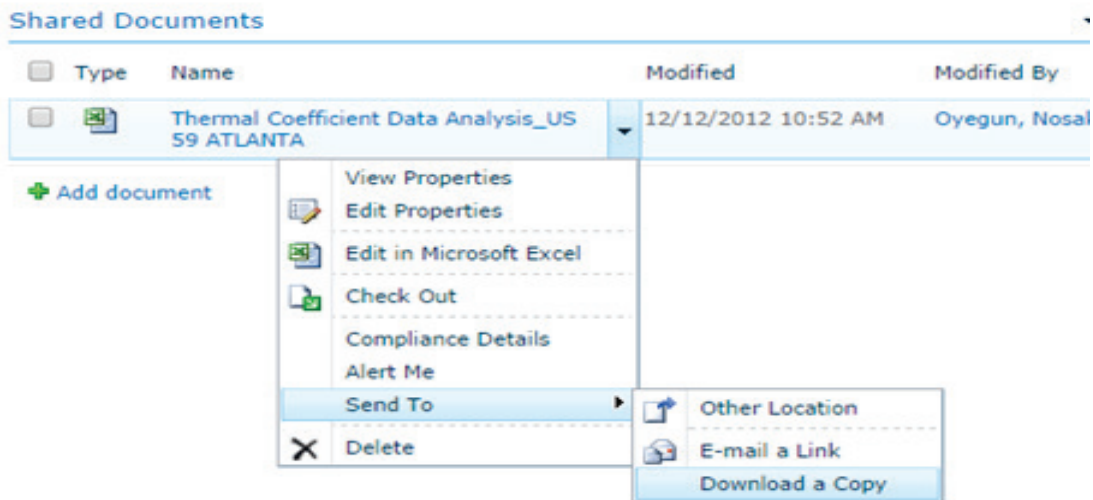 Shared Documents
Type Name Modified Modified By
Thermal Coefficient Data Analysis_US 12/12/2012 10:52 AM Oyegun, Nosak
59 ATLANTA
Add document
View Properties
Edit Properties
Edit in Microsoft Excel
Check Out
Compliance Details
Alert Me
Send To
Other Location
Delete
E-mail a Link
Download a Copy